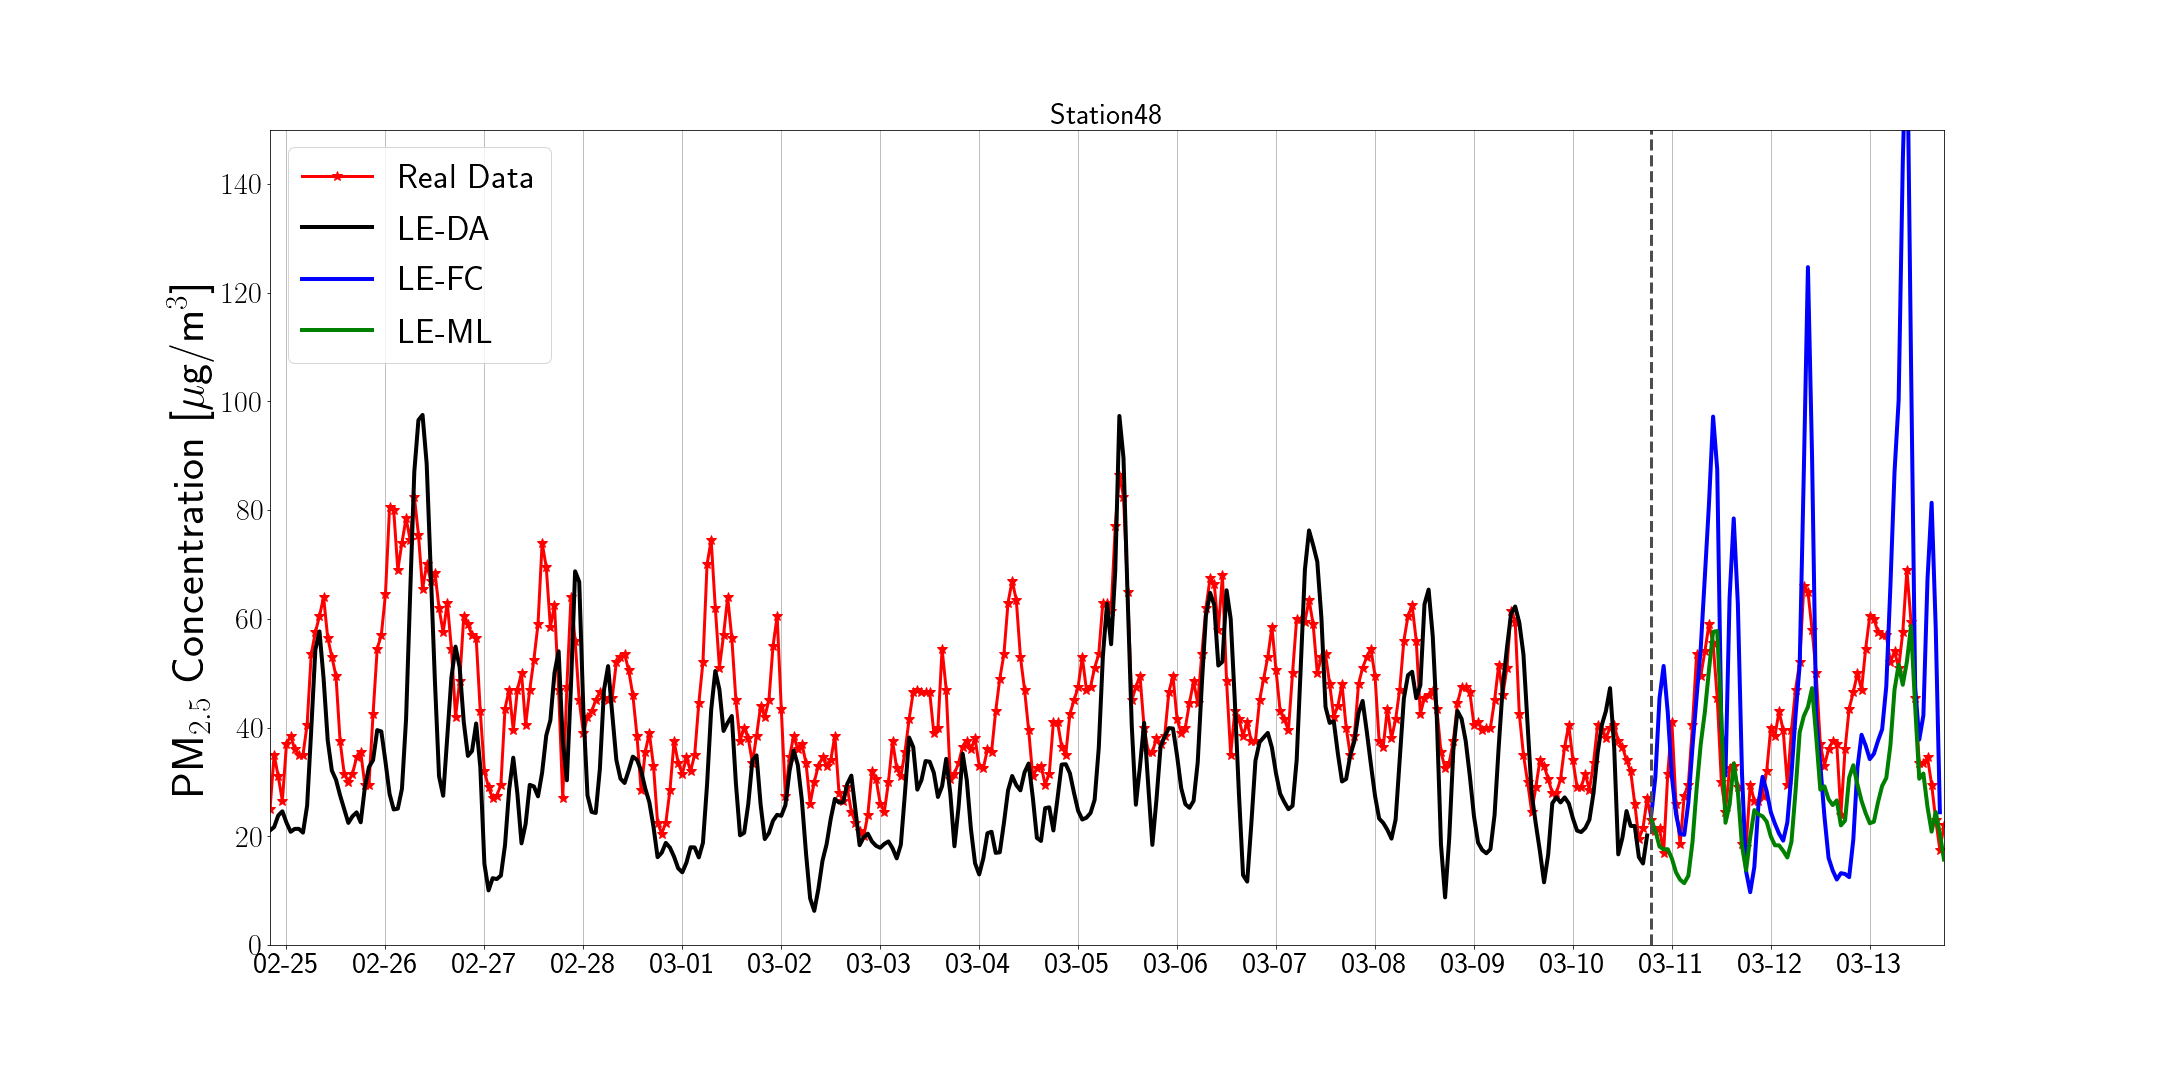 Station48
Real Data
LE-DA
LE-FC
LE-ML
PM2.5 Concentration [μg/m³]
140
120
100
80
60
40
20
0
02-25 02-26 02-27 02-28 03-01 03-02 03-03 03-04 03-05 03-06 03-07 03-08 03-09 03-10 03-11 03-12 03-13